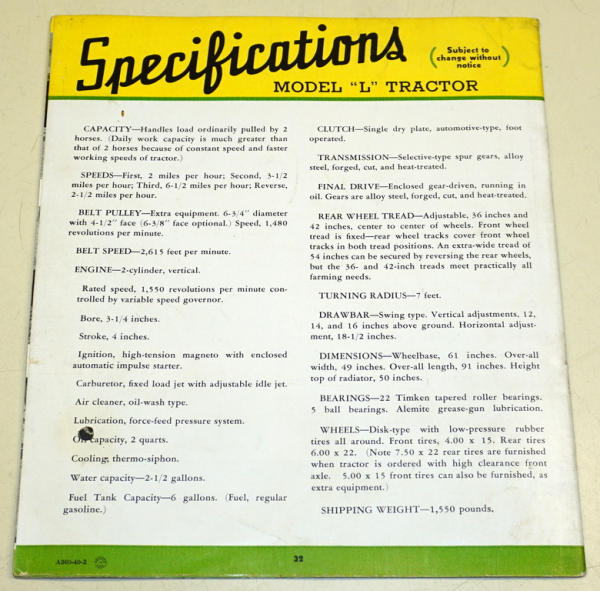 Specifications
MODEL "L" TRACTOR
(Subject to
change without
notice)
CAPACITY—Handles load ordinarily pulled by 2
horses. (Daily work capacity is much greater than
that of 2 horses because of constant speed and faster
working speeds of tractor.)
SPEEDS—First, 2 miles per hour; Second, 3-1/2
miles per hour; Third, 6-1/2 miles per hour; Reverse,
2-1/2 miles per hour.
BELT PULLEY—Extra equipment. 6-3/4" diameter
with 4-1/2" face (6-3/8" face optional.) Speed, 1,480
revolutions per minute.
BELT SPEED—2,615 feet per minute.
ENGINE—2-cylinder, vertical.
Rated speed, 1,550 revolutions per minute con-
trolled by variable speed governor.
Bore, 3-1/4 inches.
Stroke, 4 inches.
Ignition, high-tension magneto with enclosed
automatic impulse starter.
Carburetor, fixed load jet with adjustable idle jet.
Air cleaner, oil-wash type.
Lubrication, force-feed pressure system.
Oil capacity, 2 quarts.
Cooling, thermo-siphon.
Water capacity—2-1/2 gallons.
Fuel Tank Capacity—6 gallons. (Fuel, regular
gasoline.)
CLUTCH—Single dry plate, automotive-type, foot
operated.
TRANSMISSION—Selective-type spur gears, alloy
steel, forged, cut, and heat-treated.
FINAL DRIVE—Enclosed gear-driven, running in
oil. Gears are alloy steel, forged, cut, and heat-treated.
REAR WHEEL TREAD—Adjustable, 36 inches and
42 inches, center to center of wheels. Front wheel
tread is fixed—rear wheel tracks cover front wheel
tracks in both tread positions. An extra-wide tread of
54 inches can be secured by reversing the rear wheels,
but the 36- and 42-inch treads meet practically all
farming needs.
TURNING RADIUS—7 feet.
DRAWBAR—Swing type. Vertical adjustments, 12,
14, and 16 inches above ground. Horizontal adjust-
ment, 18-1/2 inches.
DIMENSIONS—Wheelbase, 61 inches. Over-all
width, 49 inches. Over-all length, 91 inches. Height
top of radiator, 50 inches.
BEARINGS—22 Timken tapered roller bearings.
5 ball bearings. Alemite grease-gun lubrication.
WHEELS—Disk-type with low-pressure rubber
tires all around. Front tires, 4.00 x 15. Rear tires
6.00 x 22. (Note 7.50 x 22 rear tires are furnished
when tractor is ordered with high clearance front
axle. 5.00 x 15 front tires can also be furnished, as
extra equipment.)
SHIPPING WEIGHT—1,550 pounds.
A360-40-2
32